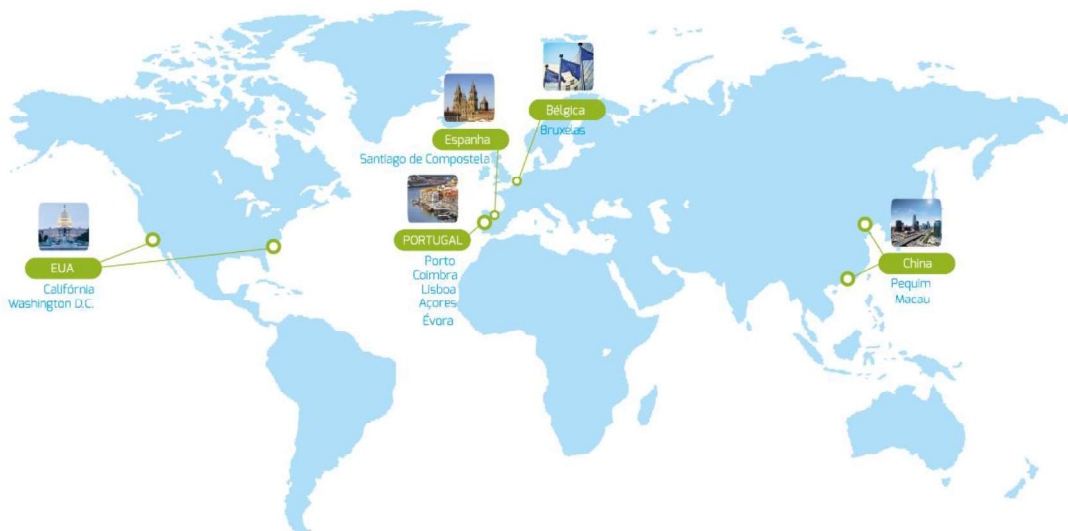 Bélgica
Bruxelas
Espanha
Santiago de Compostela
PORTUGAL
Porto
Coimbra
Lisboa
Açores
Évora
EUA
Califórnia
Washington D.C.
China
Pequim
Macau